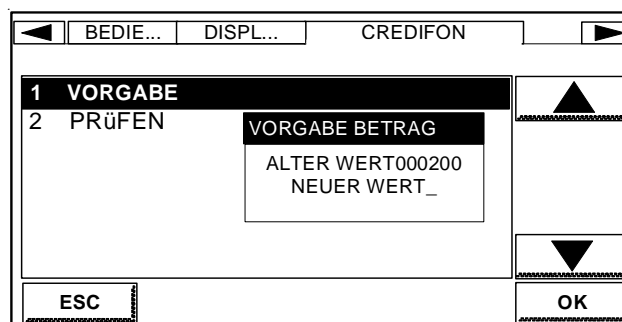 BEDIE... DISPL... CREDIFON
1 VORGABE
2 PRüFEN
VORGABE BETRAG
ALTER WERT000200
NEUER WERT_
ESC OK